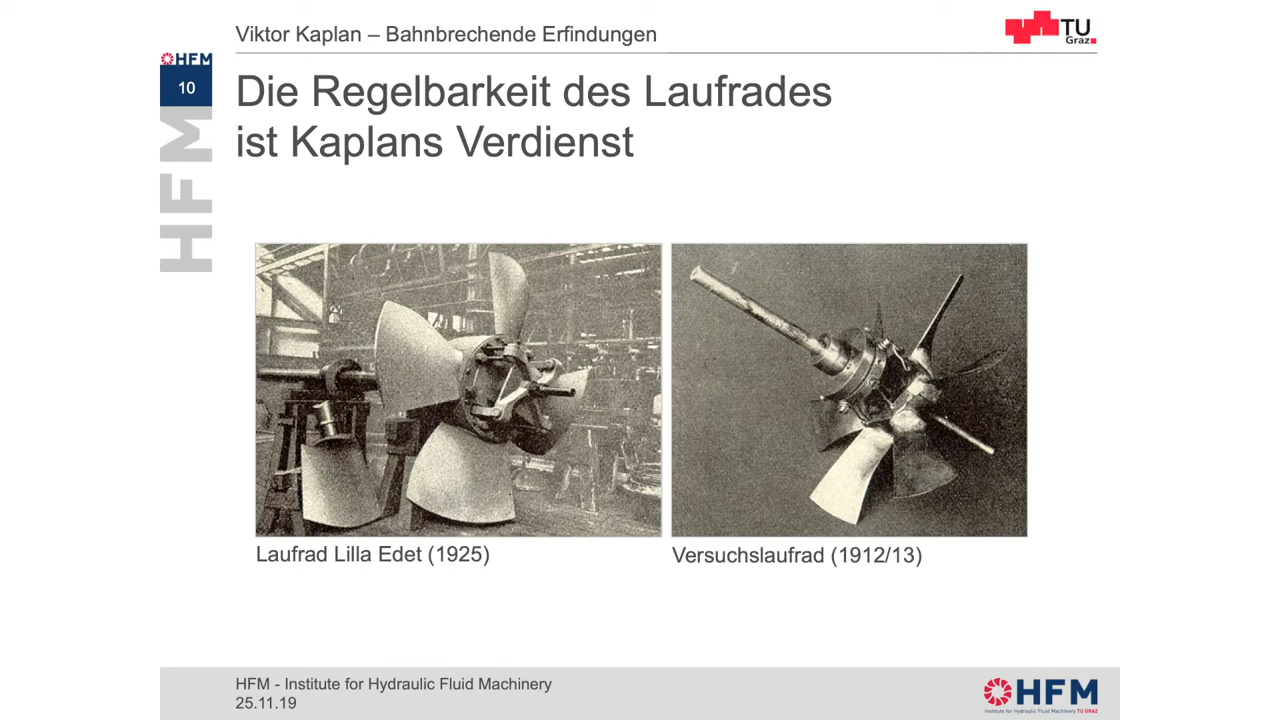 Viktor Kaplan – Bahnbrechende Erfindungen
TU
Graz
HFM
10
HFM
Die Regelbarkeit des Laufrades
ist Kaplans Verdienst
Laufrad Lilla Edet (1925)
Versuchslaufrad (1912/13)
HFM - Institute for Hydraulic Fluid Machinery
25.11.19
HFM
Institute for Hydraulic Fluid Machinery TU GRAZ